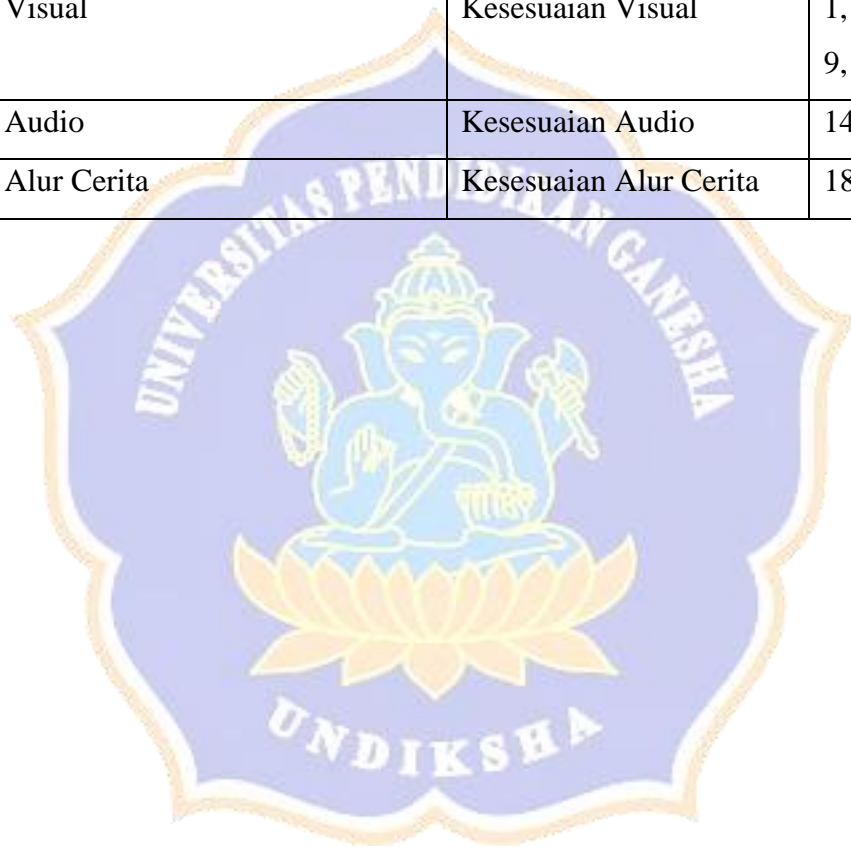 Visual Kesesuaian Visual 1,
9,
Audio Kesesuaian Audio 14
Alur Cerita Kesesuaian Alur Cerita 18
UNIVERSITAS PENDIDIKAN GANESHA
UNDIKSHA